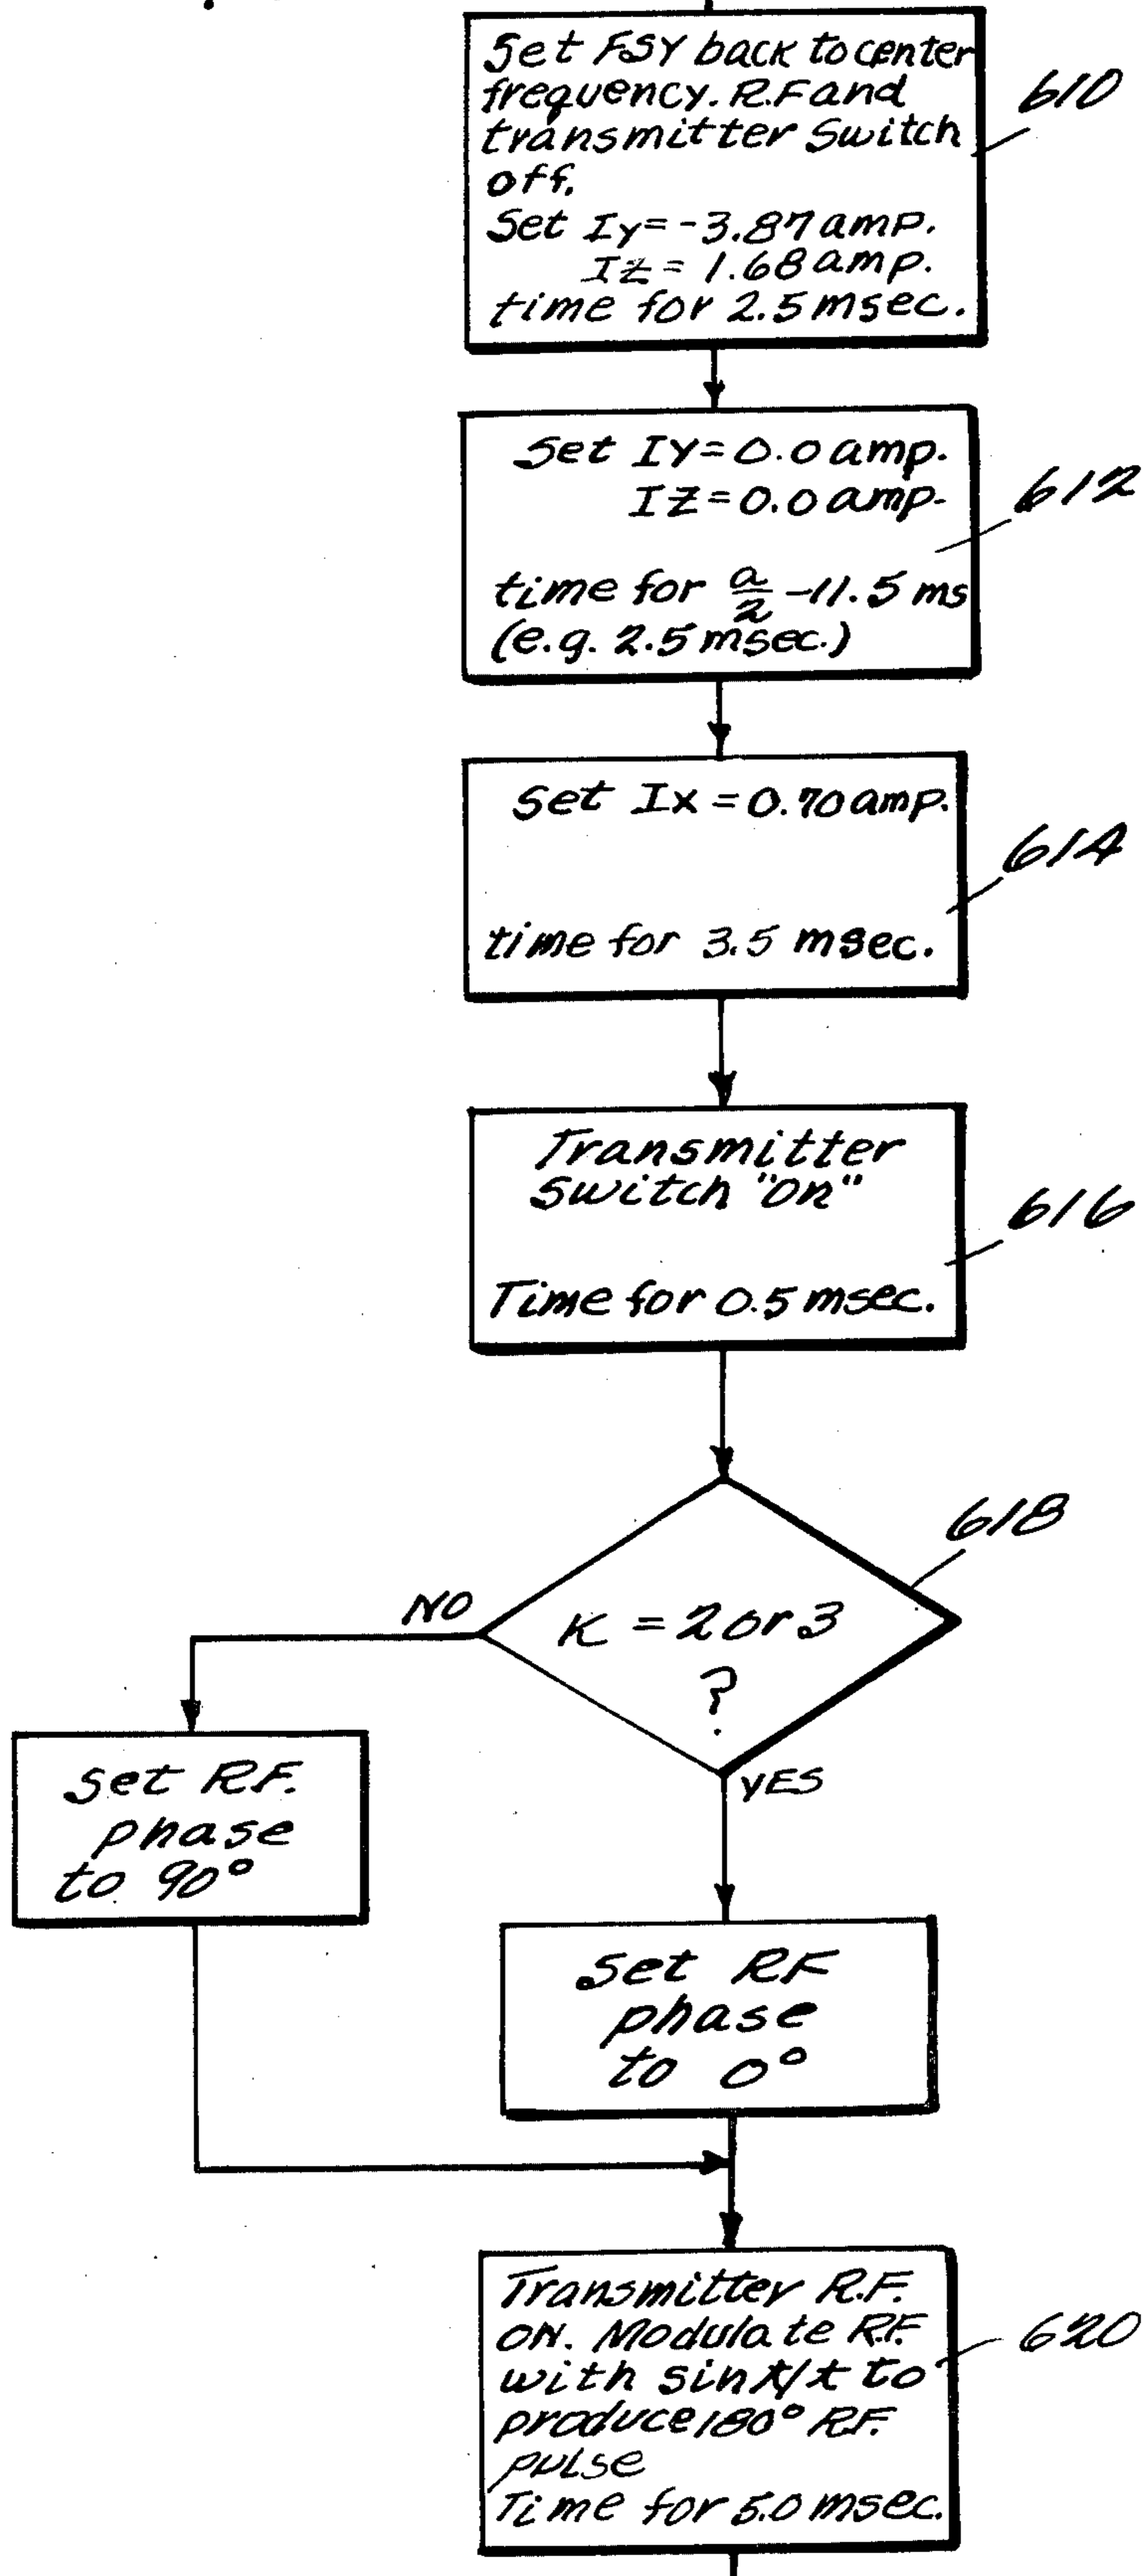 Set FSY back to center
frequency. R.F and
transmitter Switch
off.
Set IY = -3.87 amp.
IZ = 1.68 amp.
time for 2.5 msec.
610
Set IY = 0.0 amp.
IZ = 0.0 amp.
612
time for a/2 -11.5 ms
(e.g. 2.5 msec.)
Set IX = 0.70 amp.
614
time for 3.5 msec.
Transmitter
Switch "on"
616
Time for 0.5 msec.
618
NO
K = 2 or 3
?
YES
Set R.F.
phase
to 90°
Set RF
phase
to 0°
Transmitter R.F.
ON. Modulate R.F.
620
with sin t/t to
produce 180° R.F.
pulse
Time for 5.0 msec.